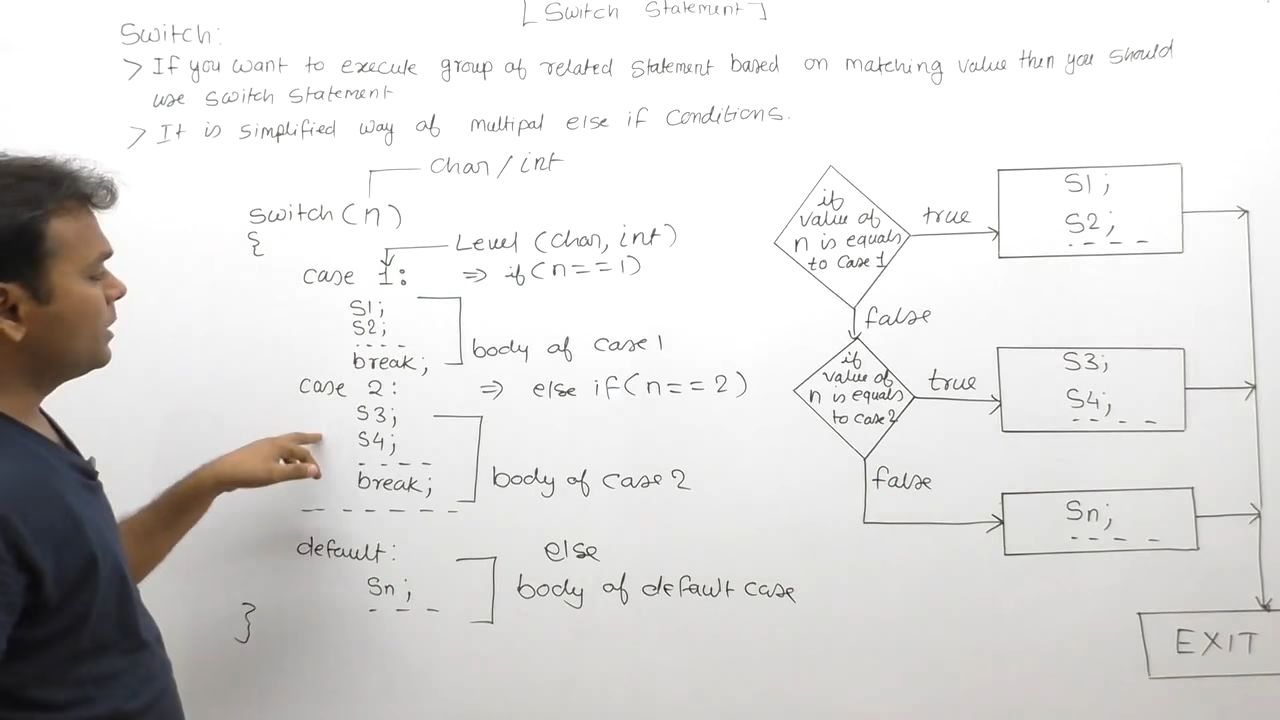 [Switch Statement]
Switch:
> If you want to execute group of related statement based on matching value then you should
use switch statement
> It is simplified way of multipal else if conditions.
Char / int
switch(n)
{
Level (char, int)
case 1: => if(n==1)
S1;
S2;
- - - -
break;
body of case 1
case 2: => else if(n==2)
S3;
S4;
- - - -
break;
body of case 2
- - - - - -
default: else
Sn;
- - - -
body of default case
}
if
value of
n is equals
to case 1
true
S1;
S2;
- - - -
false
if
value of
n is equals
to case 2
true
S3;
S4;
- - - -
false
Sn;
- - - -
EXIT